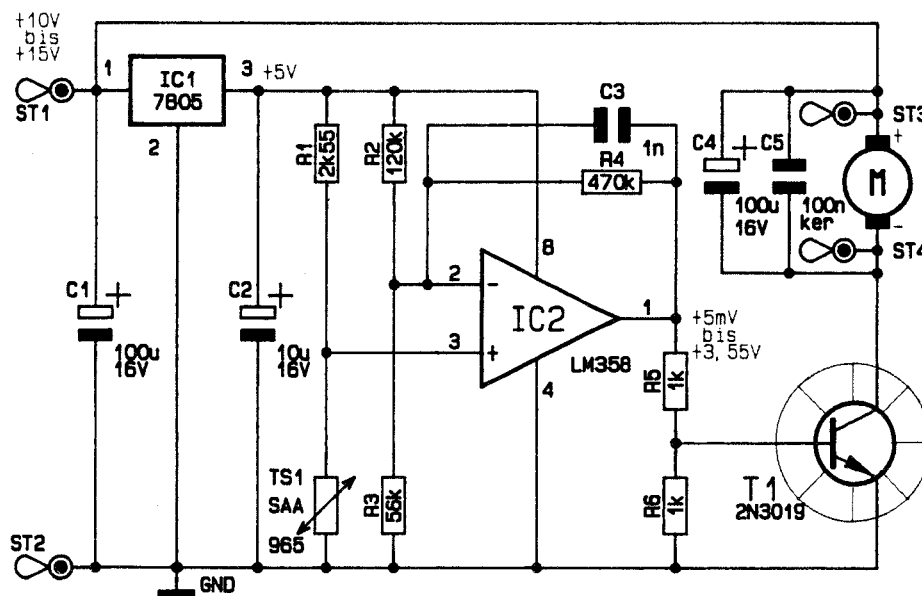 +10V
bis
+15V
ST1
1
IC1
7805
3
+5V
2
R1
2k55
R2
120k
C3
1n
R4
470k
C4
+
100u
16V
C5
100n
ker
ST3
+
M
-
ST4
C1
+
100u
16V
C2
+
10u
16V
2
-
8
IC2
3
+
4
LM358
1
+5mV
bis
+3,55V
R5
1k
TS1
SAA
965
R3
56k
R6
1k
T1
2N3019
ST2
GND